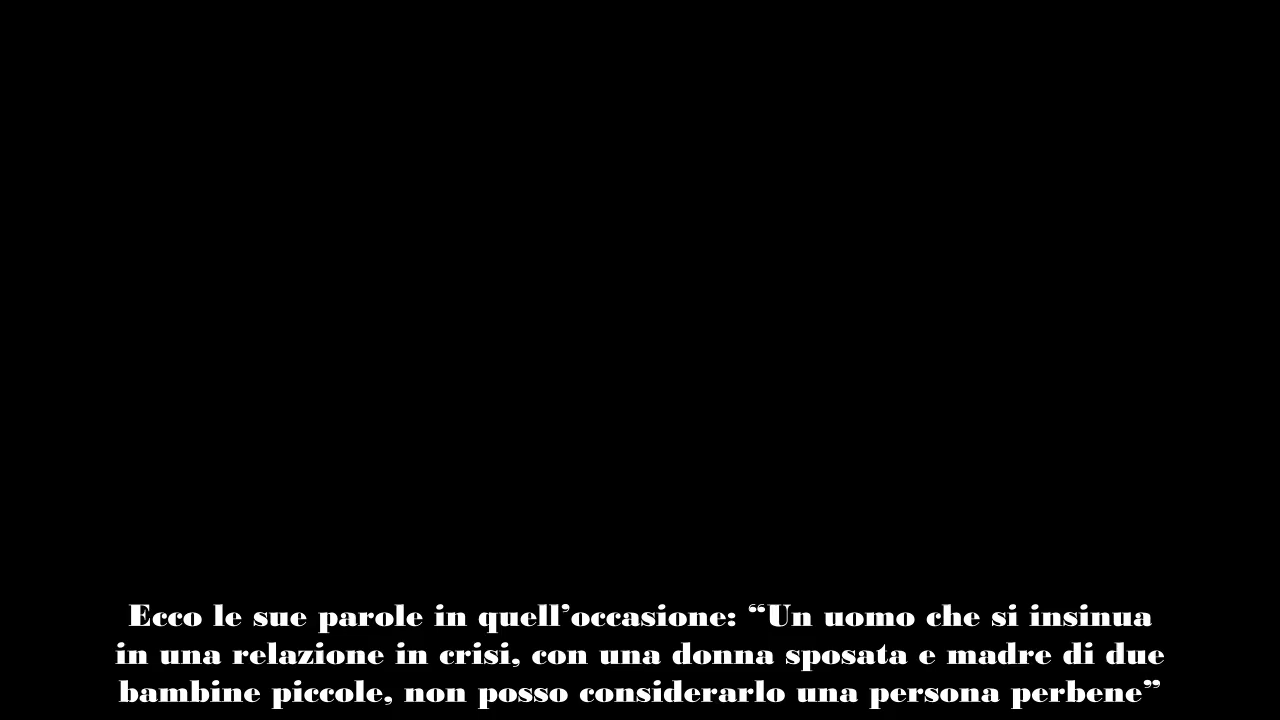 Ecco le sue parole in quell’occasione: “Un uomo che si insinua
in una relazione in crisi, con una donna sposata e madre di due
bambine piccole, non posso considerarlo una persona perbene”